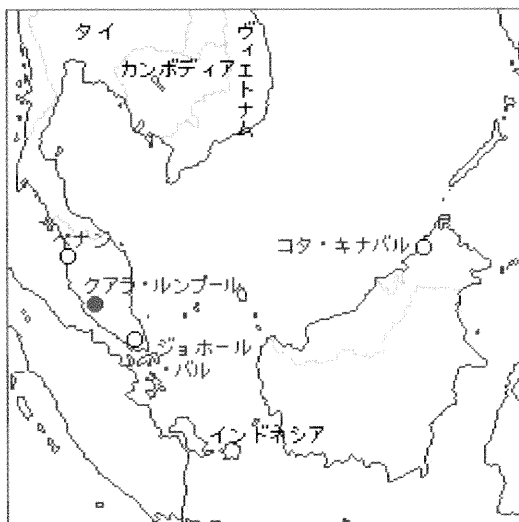 タイ
カンボディア
ヴィエトナム
ペナン
コタ・キナバル
クアラ・ルンプール
ジョホール
・バル
インドネシア